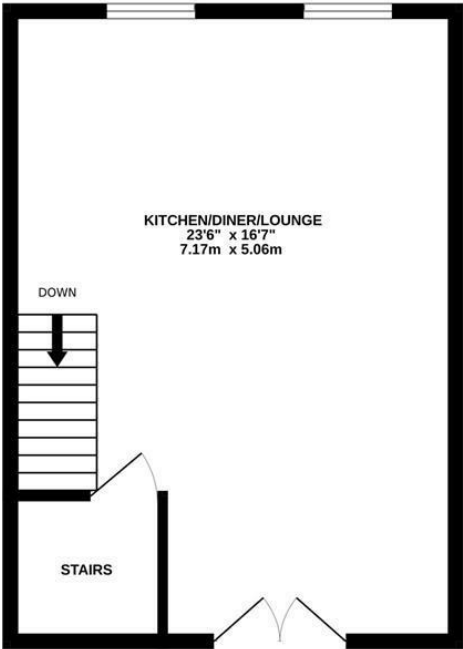 KITCHEN/DINER/LOUNGE
23'6" x 16'7"
7.17m x 5.06m
DOWN
STAIRS